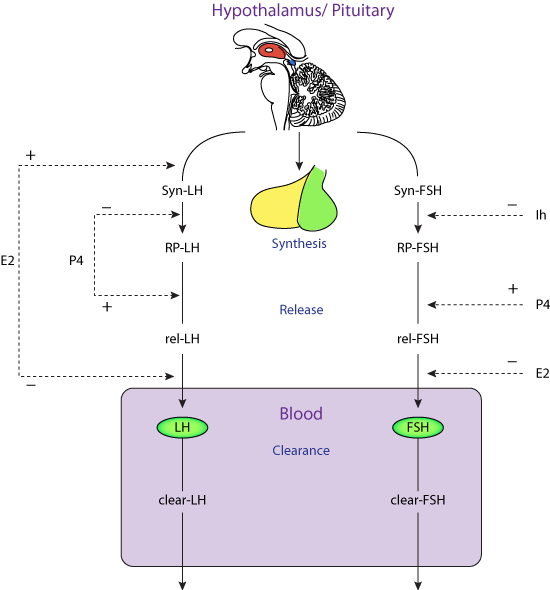 Hypothalamus/ Pituitary
+
Syn-LH
Syn-FSH
−
−
Ih
Synthesis
E2
P4
RP-LH
RP-FSH
+
+
P4
Release
rel-LH
rel-FSH
−
−
E2
Blood
LH
FSH
Clearance
clear-LH
clear-FSH